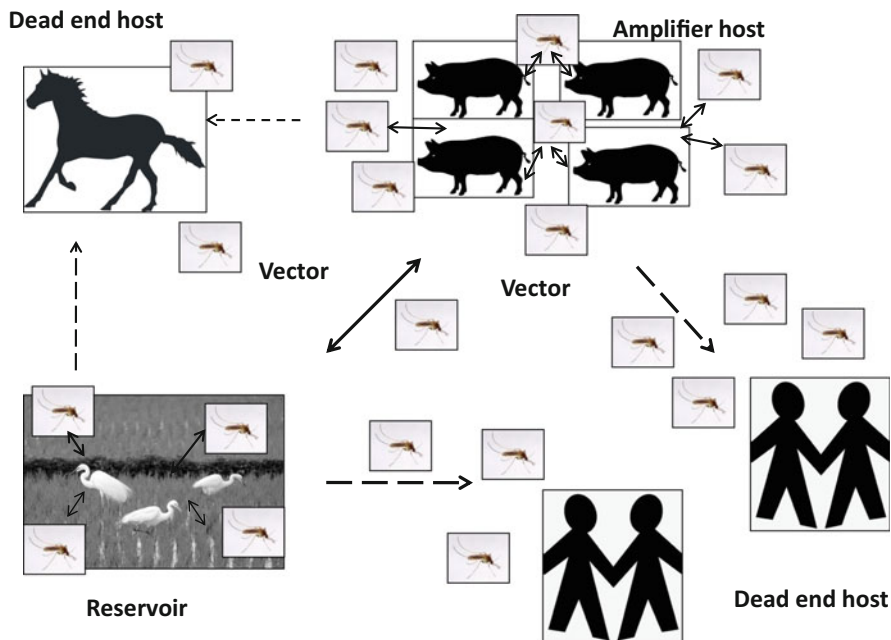 Dead end host
Amplifier host
Vector
Vector
Reservoir
Dead end host